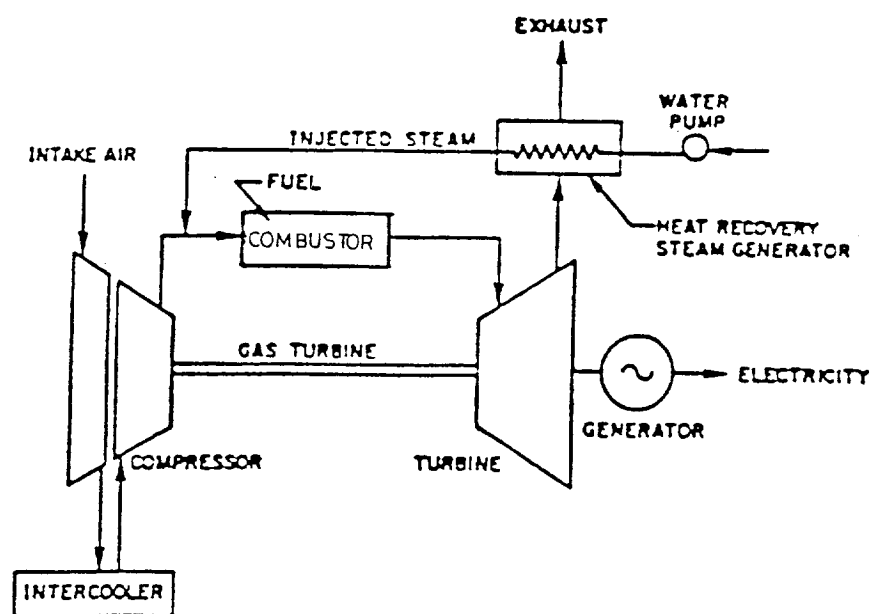 EXHAUST
WATER
PUMP
INJECTED STEAM
INTAKE AIR
FUEL
COMBUSTOR
HEAT RECOVERY
STEAM GENERATOR
GAS TURBINE
ELECTRICITY
GENERATOR
COMPRESSOR
TURBINE
INTERCOOLER